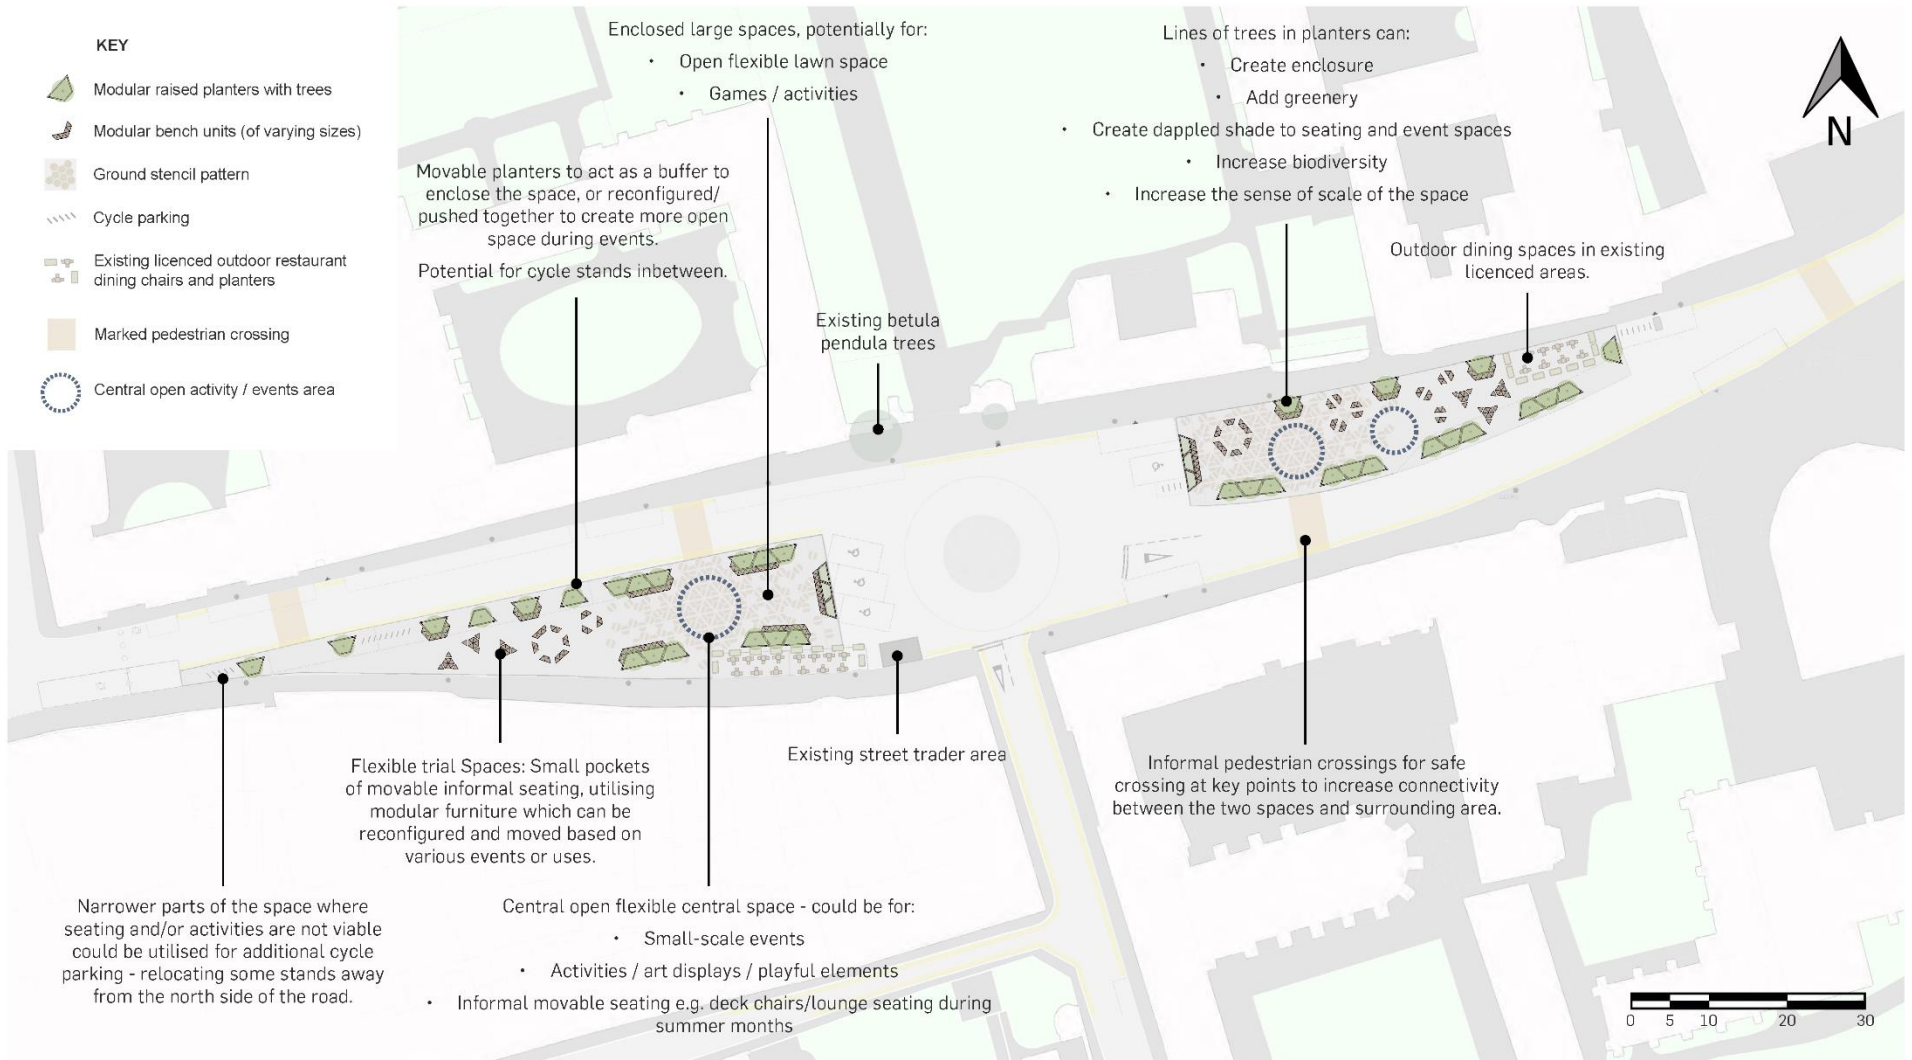 KEY
Modular raised planters with trees
Modular bench units (of varying sizes)
Ground stencil pattern
Cycle parking
Existing licenced outdoor restaurant
dining chairs and planters
Marked pedestrian crossing
Central open activity / events area
Enclosed large spaces, potentially for:
• Open flexible lawn space
• Games / activities
Movable planters to act as a buffer to
enclose the space, or reconfigured/
pushed together to create more open
space during events.
Potential for cycle stands inbetween.
Existing betula
pendula trees
Lines of trees in planters can:
• Create enclosure
• Add greenery
• Create dappled shade to seating and event spaces
• Increase biodiversity
• Increase the sense of scale of the space
Outdoor dining spaces in existing
licenced areas.
N
Narrower parts of the space where
seating and/or activities are not viable
could be utilised for additional cycle
parking - relocating some stands away
from the north side of the road.
Flexible trial Spaces: Small pockets
of movable informal seating, utilising
modular furniture which can be
reconfigured and moved based on
various events or uses.
Central open flexible central space - could be for:
• Small-scale events
• Activities / art displays / playful elements
• Informal movable seating e.g. deck chairs/lounge seating during
summer months
Existing street trader area
Informal pedestrian crossings for safe
crossing at key points to increase connectivity
between the two spaces and surrounding area.
0 5 10 20 30